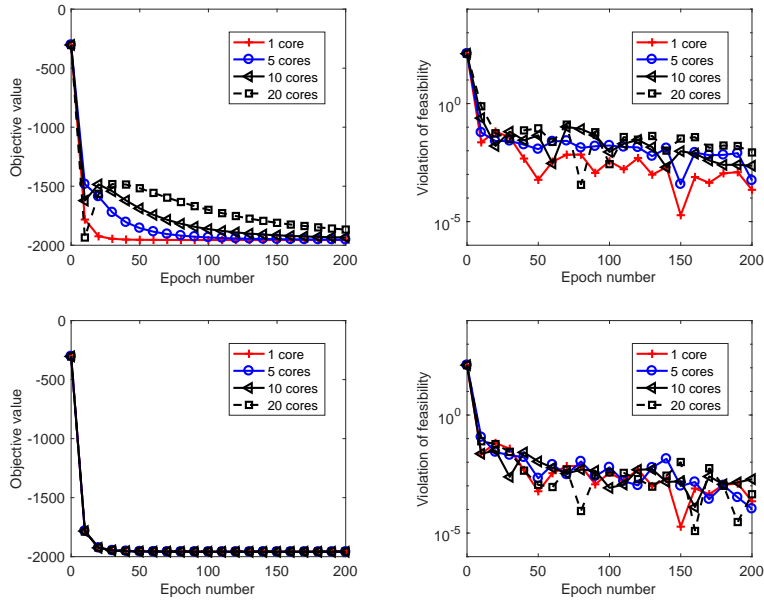 0
-500
-1000
-1500
-2000
Objective value
0 50 100 150 200
Epoch number
1 core
5 cores
10 cores
20 cores
10^0
10^-5
Violation of feasibility
0 50 100 150 200
Epoch number
1 core
5 cores
10 cores
20 cores
0
-500
-1000
-1500
-2000
Objective value
0 50 100 150 200
Epoch number
1 core
5 cores
10 cores
20 cores
10^0
10^-5
Violation of feasibility
0 50 100 150 200
Epoch number
1 core
5 cores
10 cores
20 cores